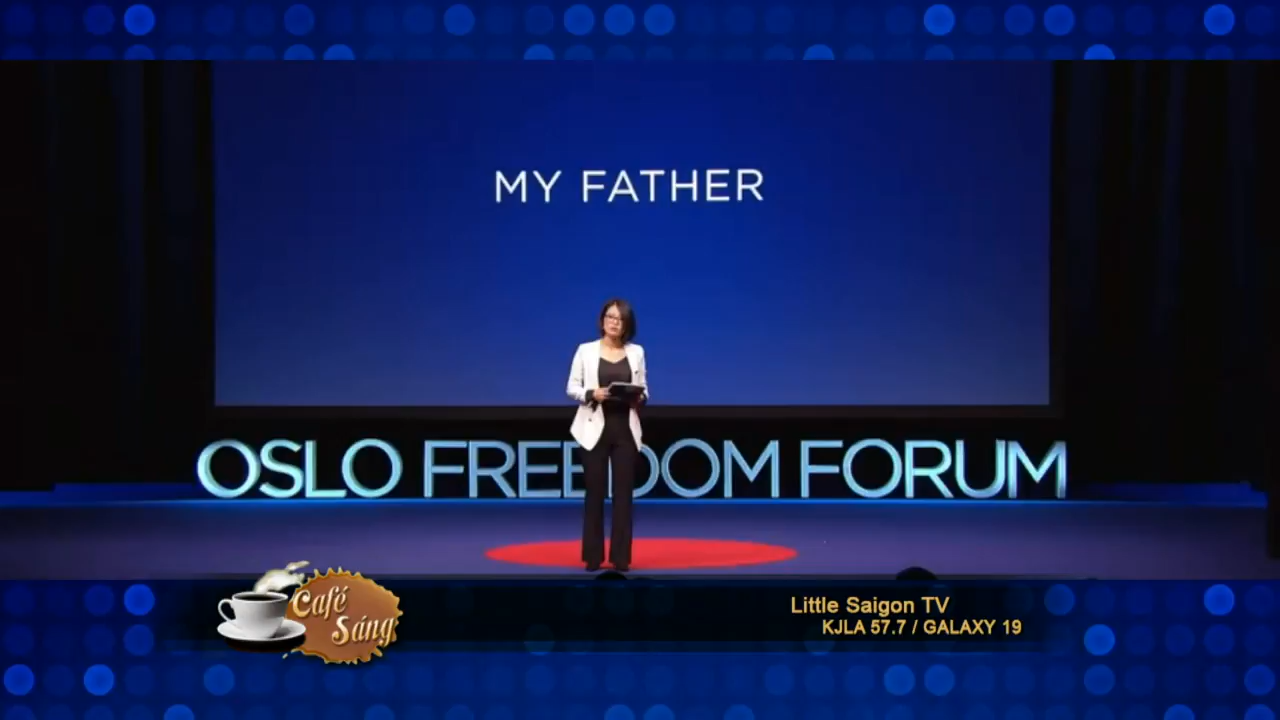 MY FATHER
OSLO FREEDOM FORUM
Café
Sáng
Little Saigon TV
KJLA 57.7 / GALAXY 19